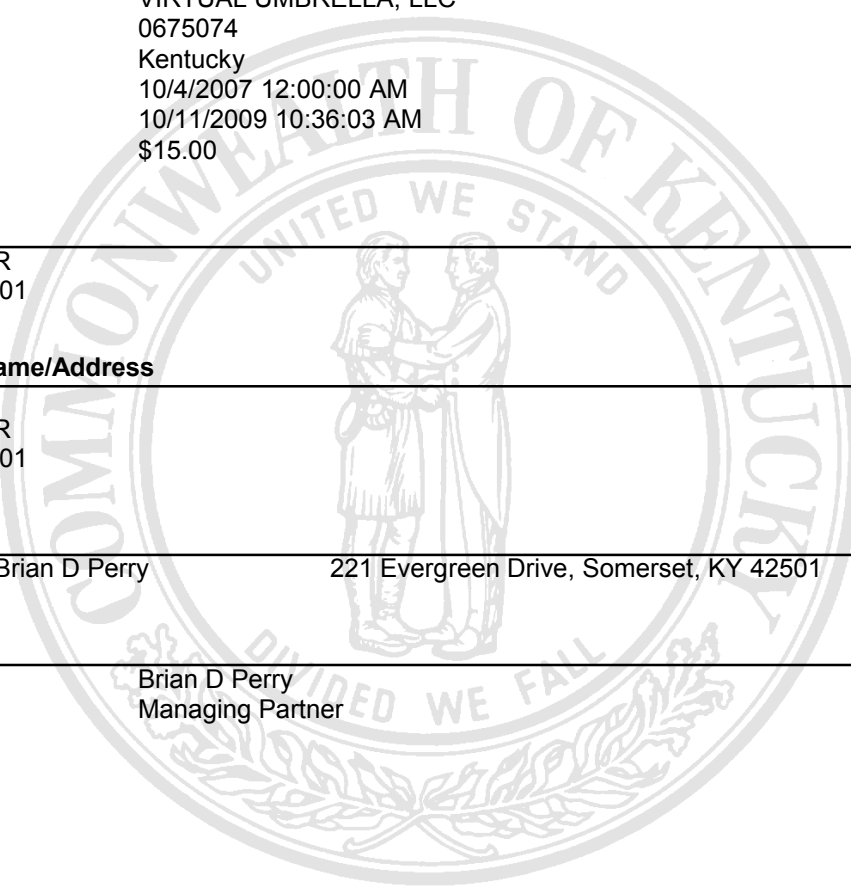 VIRTUAL UMBRELLA, LLC
0675074
Kentucky
10/4/2007 12:00:00 AM
10/11/2009 10:36:03 AM
$15.00
COMMONWEALTH OF KENTUCKY
UNITED WE STAND
R
01
ame/Address
R
01
Brian D Perry 221 Evergreen Drive, Somerset, KY 42501
DIVIDED WE FALL
Brian D Perry
Managing Partner